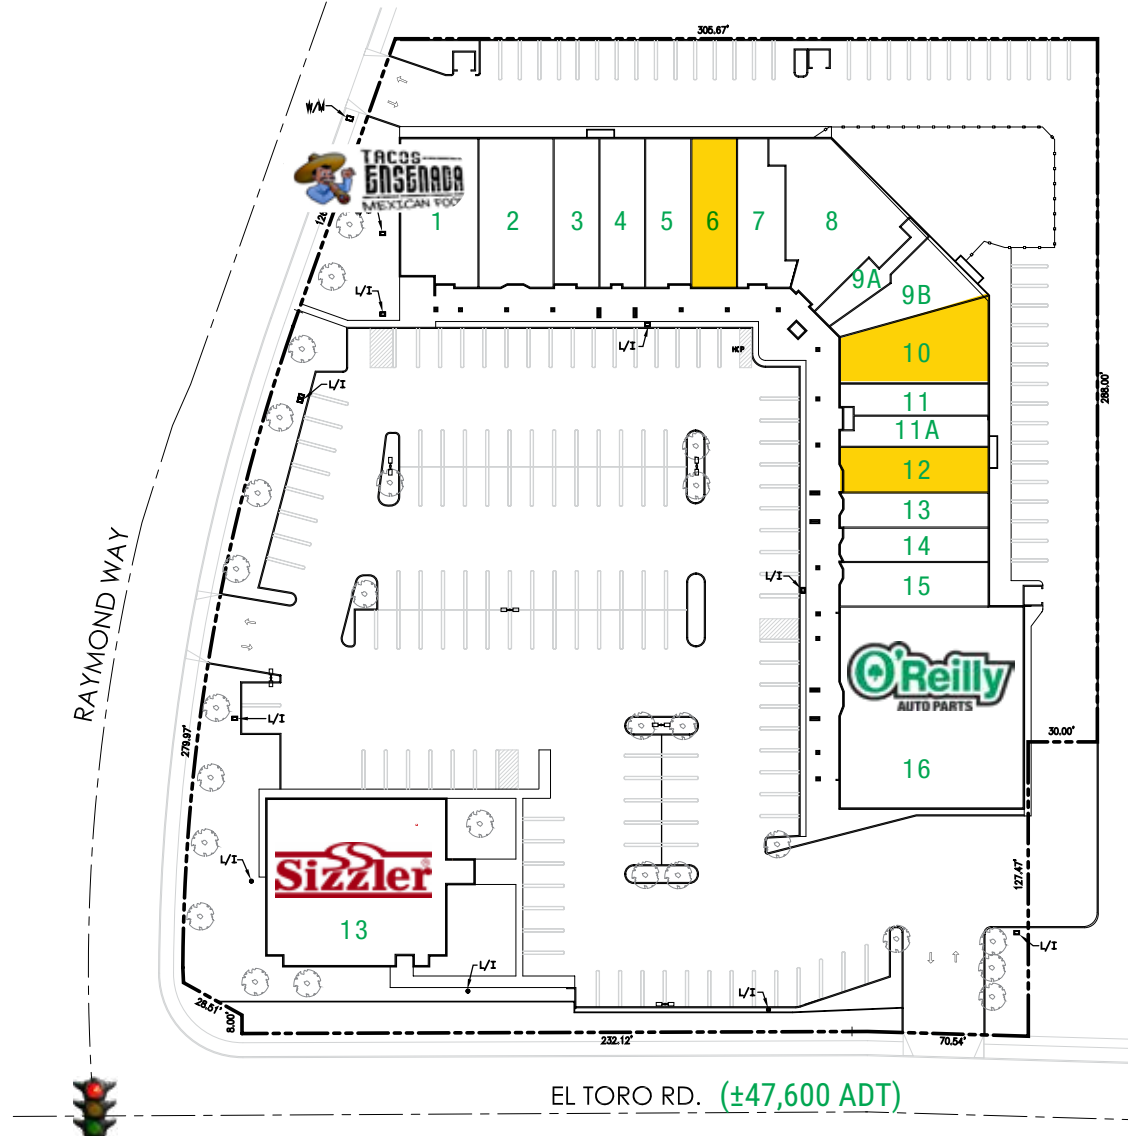 305.67'
W/M
TACOS
ENSENADA
MEXICAN FOOD
1
2
3
4
5
6
7
8
9A
9B
L/I
L/I
HCP
10
L/I
11
11A
288.00'
12
13
14
RAYMOND WAY
L/I
15
O'Reilly
AUTO PARTS
L/I
279.97'
30.00'
16
Sizzler
L/I
127.47'
13
L/I
L/I
L/I
28.51'
8.00'
232.12'
70.54'
EL TORO RD. (±47,600 ADT)